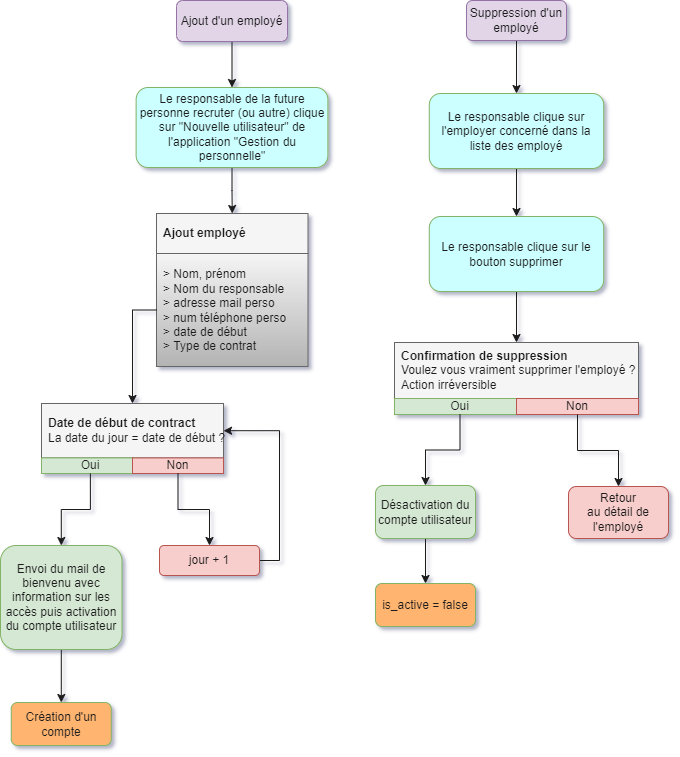 Ajout d'un employé
Le responsable de la future
personne recruter (ou autre) clique
sur "Nouvelle utilisateur" de
l'application "Gestion du
personnelle"
Ajout employé
> Nom, prénom
> Nom du responsable
> adresse mail perso
> num téléphone perso
> date de début
> Type de contrat
Date de début de contract
La date du jour = date de début ?
Oui
Non
jour + 1
Envoi du mail de
bienvenu avec
information sur les
accès puis activation
du compte utilisateur
Création d'un
compte
Suppression d'un
employé
Le responsable clique sur
l'employer concerné dans la
liste des employé
Le responsable clique sur le
bouton supprimer
Confirmation de suppression
Voulez vous vraiment supprimer l'employé ?
Action irréversible
Oui
Non
Désactivation du
compte utilisateur
is_active = false
Retour
au détail de
l'employé